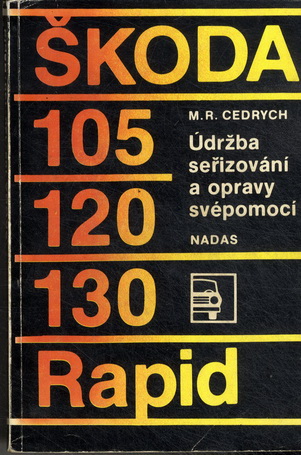 ŠKODA
105
120
130
Rapid
M. R. CEDRYCH
Údržba
seřizování
a opravy
svépomocí
NADAS